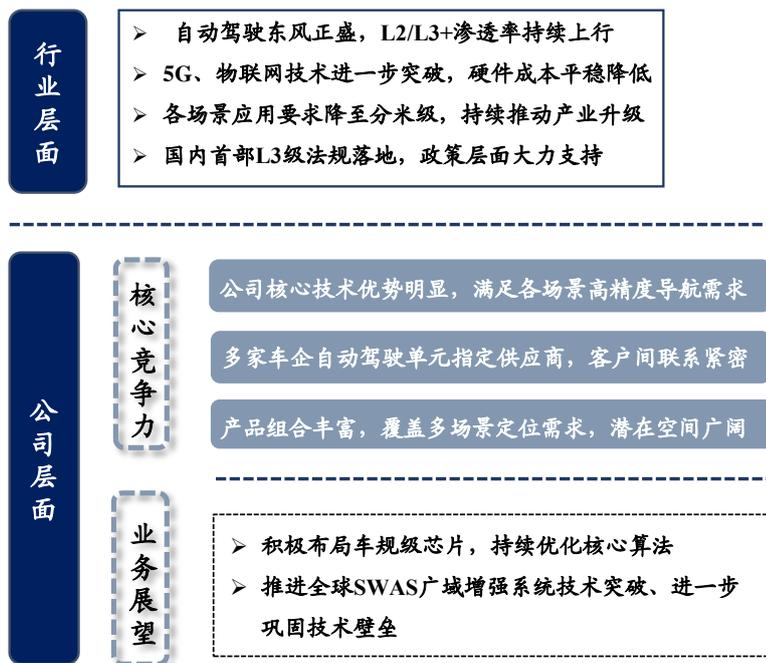 行业层面
自动驾驶东风正盛，L2/L3+渗透率持续上行
5G、物联网技术进一步突破，硬件成本平稳降低
各场景应用要求降至分米级，持续推动产业升级
国内首部L3级法规落地，政策层面大力支持
公司层面
核心竞争力
公司核心技术优势明显，满足各场景高精度导航需求
多家车企自动驾驶单元指定供应商，客户间联系紧密
产品组合丰富，覆盖多场景定位需求，潜在空间广阔
业务展望
积极布局车规级芯片，持续优化核心算法
推进全球SWAS广域增强系统技术突破、进一步
巩固技术壁垒